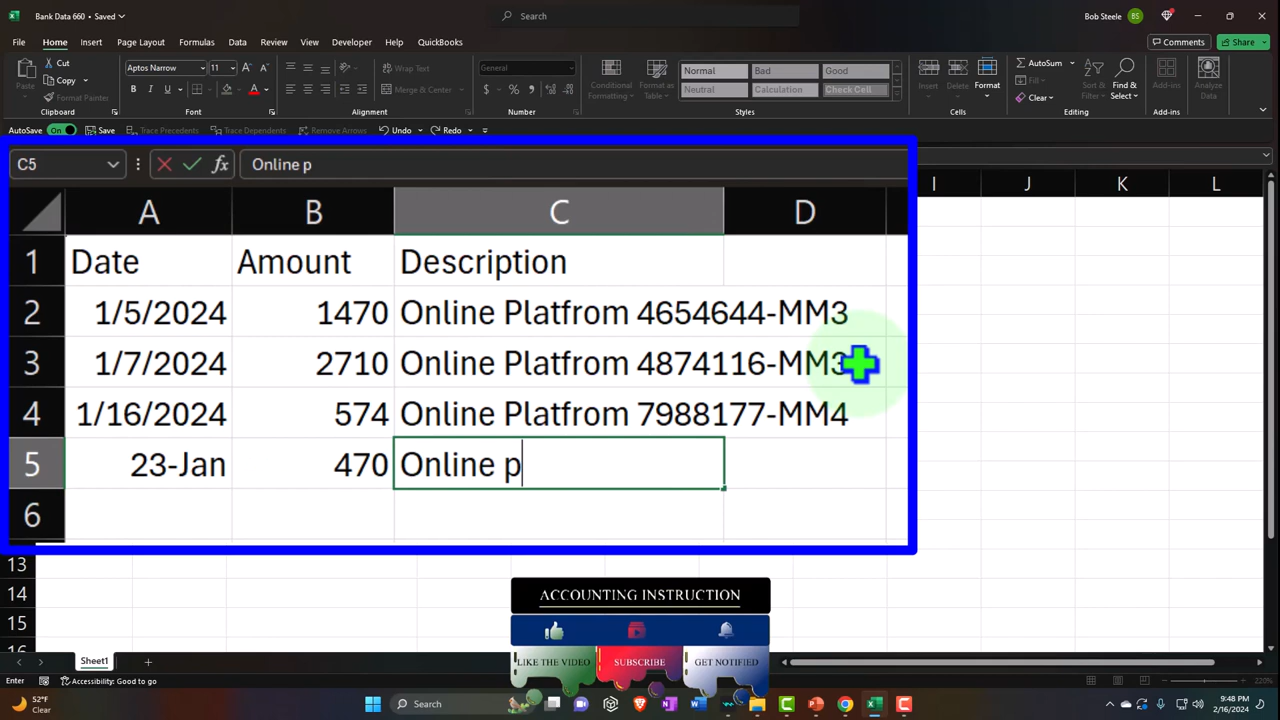 Bank Data 660 • Saved
Search
Bob Steele
BS
File Home Insert Page Layout Formulas Data Review View Developer Help QuickBooks
Comments
Share
Paste
Cut
Copy
Format Painter
Clipboard
Aptos Narrow
11
B I U
Font
Wrap Text
Merge & Center
Alignment
General
$ % 9
Number
Conditional Formatting
Format as Table
Normal Bad Good
Neutral Calculation Check Cell
Styles
Insert Delete Format
Cells
AutoSum
Fill
Clear
Sort & Filter
Find & Select
Editing
Add-ins
Add-ins
Analyze Data
AutoSave On Save Trace Precedents Trace Dependents Remove Arrows Undo Redo
C5 fx Online p
A B C D
I J K L
1 Date Amount Description
2 1/5/2024 1470 Online Platfrom 4654644-MM3
3 1/7/2024 2710 Online Platfrom 4874116-MM3
4 1/16/2024 574 Online Platfrom 7988177-MM4
5 23-Jan 470 Online p
6
13
14
15
16
ACCOUNTING INSTRUCTION
LIKE THE VIDEO SUBSCRIBE GET NOTIFIED
Sheet1
Enter Accessibility: Good to go
220%
52°F
Clear
Search
9:48 PM
2/16/2024